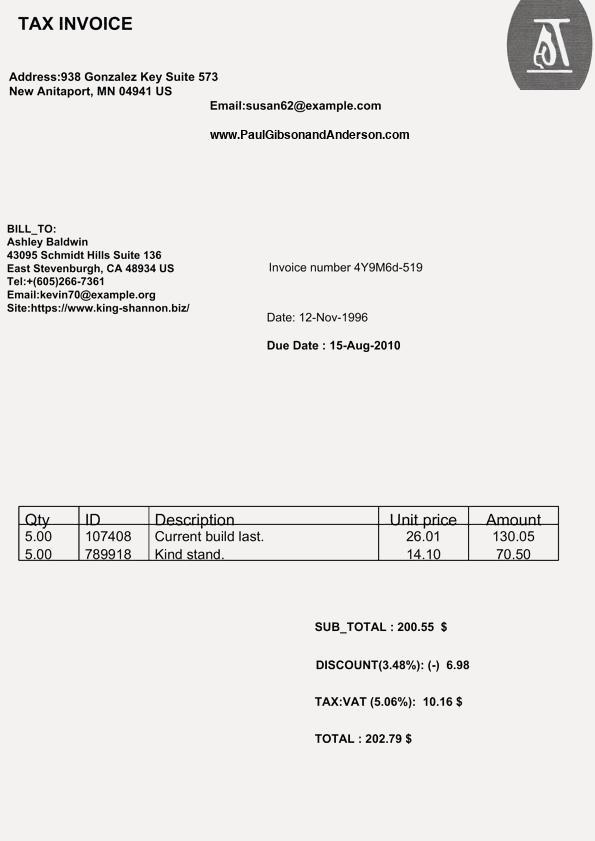 TAX INVOICE
Address:938 Gonzalez Key Suite 573
New Anitaport, MN 04941 US
Email:susan62@example.com
www.PaulGibsonandAnderson.com
BILL_TO:
Ashley Baldwin
43095 Schmidt Hills Suite 136
East Stevenburgh, CA 48934 US
Tel:+(605)266-7361
Email:kevin70@example.org
Site:https://www.king-shannon.biz/
Invoice number 4Y9M6d-519
Date: 12-Nov-1996
Due Date : 15-Aug-2010
Qty ID Description Unit price Amount
5.00 107408 Current build last. 26.01 130.05
5.00 789918 Kind stand. 14.10 70.50
SUB_TOTAL : 200.55 $
DISCOUNT(3.48%): (-) 6.98
TAX:VAT (5.06%): 10.16 $
TOTAL : 202.79 $